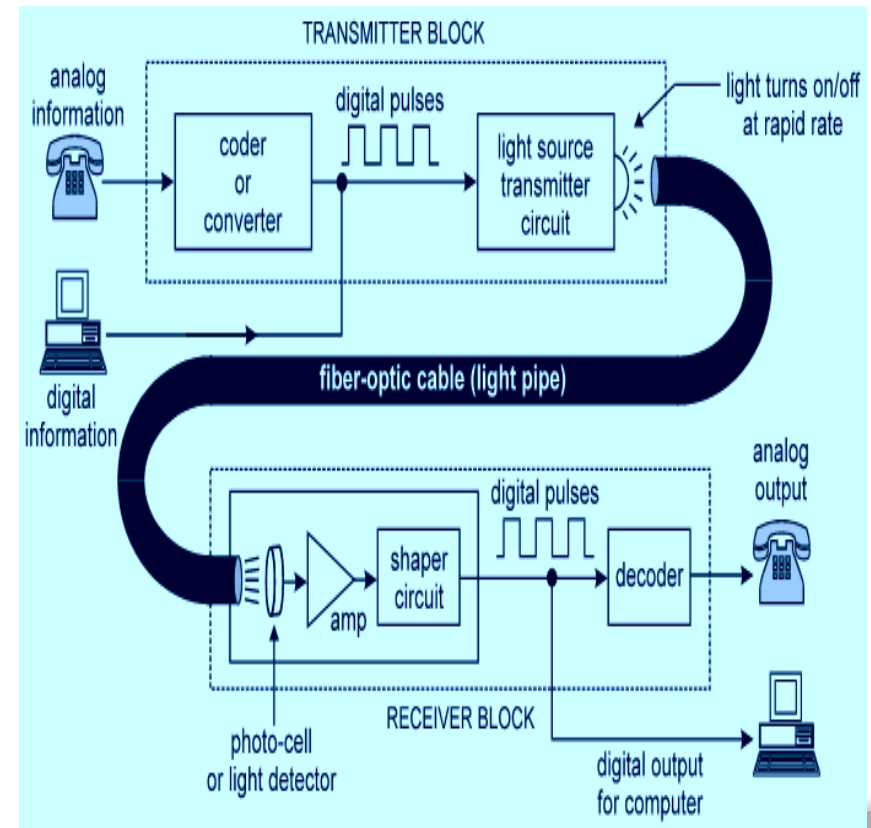 TRANSMITTER BLOCK
analog
information
digital pulses
light turns on/off
at rapid rate
coder
or
converter
light source
transmitter
circuit
digital
information
fiber-optic cable (light pipe)
analog
output
digital pulses
shaper
circuit
decoder
amp
RECEIVER BLOCK
photo-cell
or light detector
digital output
for computer